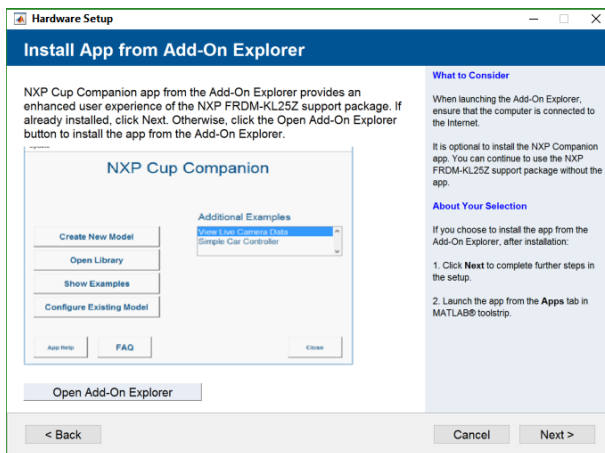 Hardware Setup
Install App from Add-On Explorer
NXP Cup Companion app from the Add-On Explorer provides an
enhanced user experience of the NXP FRDM-KL25Z support package. If
already installed, click Next. Otherwise, click the Open Add-On Explorer
button to install the app from the Add-On Explorer.
NXP Cup Companion
Create New Model
Open Library
Show Examples
Configure Existing Model
Additional Examples
View Live Camera Data
Simple Car Controller
App Help
FAQ
Close
Open Add-On Explorer
What to Consider
When launching the Add-On Explorer,
ensure that the computer is connected to
the Internet.
It is optional to install the NXP Companion
app. You can continue to use the NXP
FRDM-KL25Z support package without the
app.
About Your Selection
If you choose to install the app from the
Add-On Explorer, after installation:
1. Click Next to complete further steps in
the setup.
2. Launch the app from the Apps tab in
MATLAB® toolstrip.
< Back
Cancel
Next >